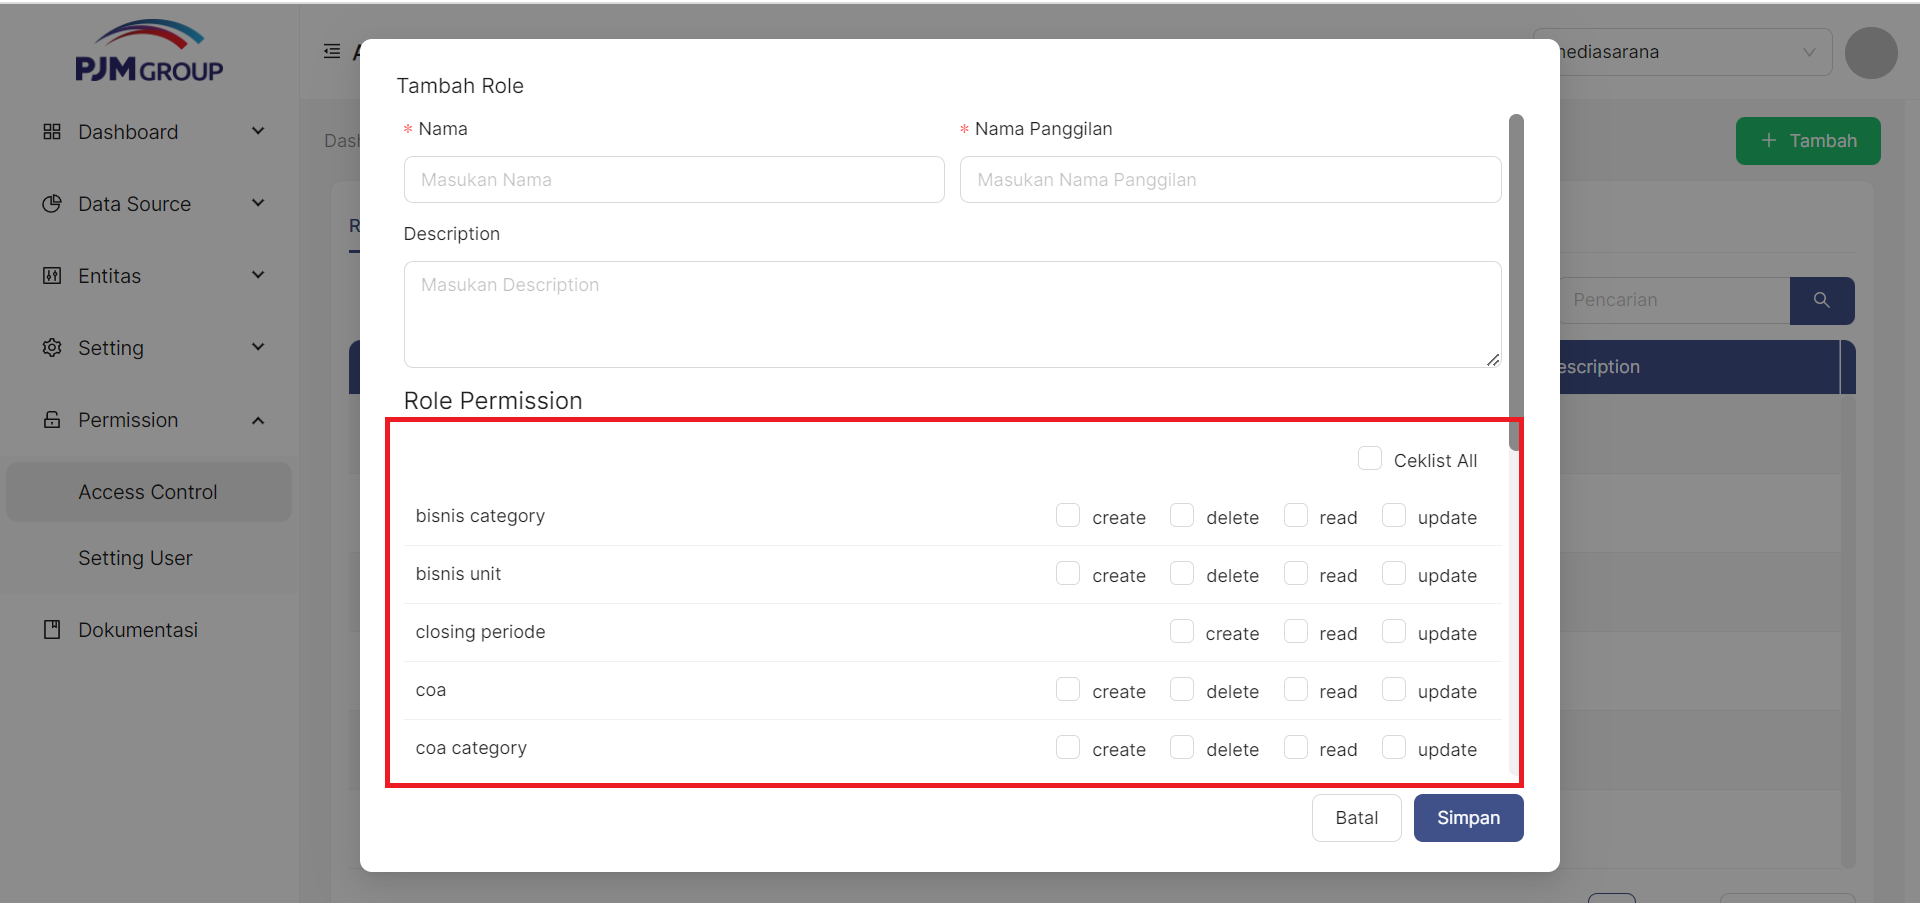 PJM GROUP
Dashboard
Data Source
Entitas
Setting
Permission
Access Control
Setting User
Dokumentasi
mediasarana
Tambah
Pencarian
escription
Tambah Role
* Nama
* Nama Panggilan
Masukan Nama
Masukan Nama Panggilan
Description
Masukan Description
Role Permission
Ceklist All
bisnis category create delete read update
bisnis unit create delete read update
closing periode create read update
coa create delete read update
coa category create delete read update
Batal Simpan